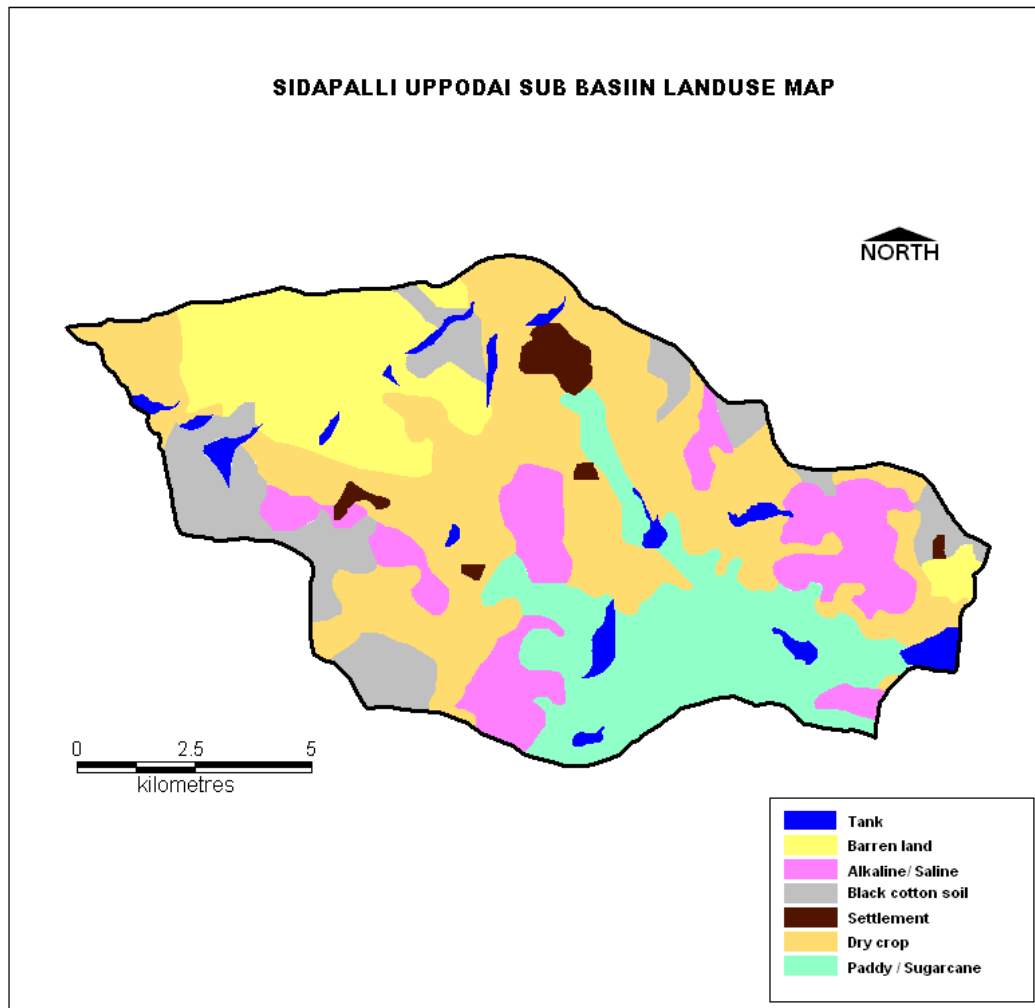 SIDAPALLI UPPODAI SUB BASIIN LANDUSE MAP
NORTH
0 2.5 5
kilometres
Tank
Barren land
Alkaline/ Saline
Black cotton soil
Settlement
Dry crop
Paddy / Sugarcane